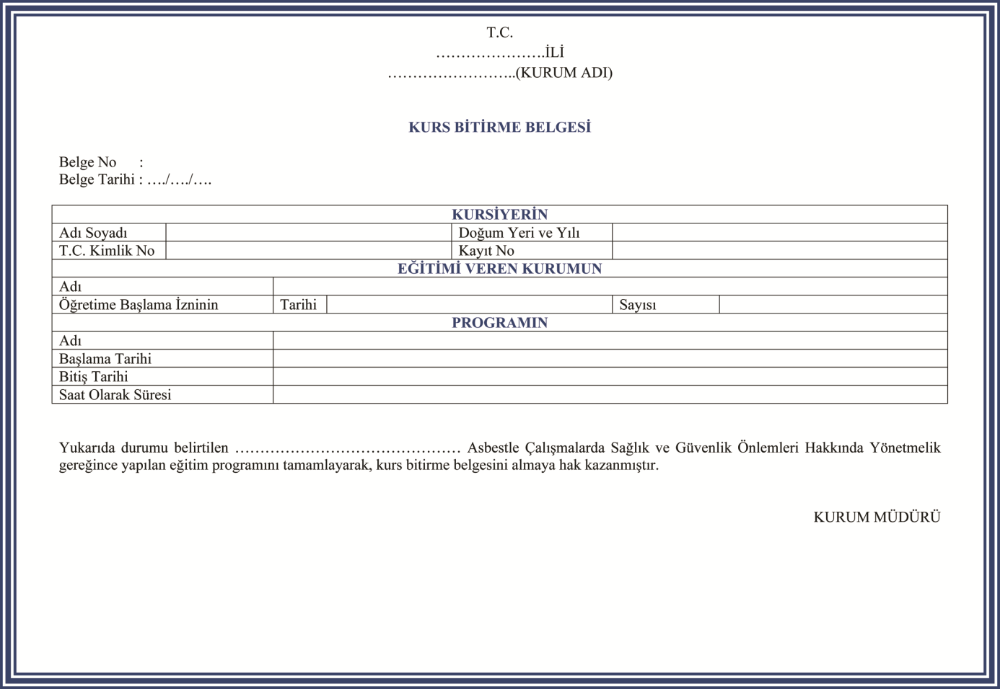 T.C.
………………….İLİ
……………………..(KURUM ADI)
KURS BİTİRME BELGESİ
Belge No :
Belge Tarihi : …./…./….
KURSİYERİN
Adı Soyadı Doğum Yeri ve Yılı
T.C. Kimlik No Kayıt No
EĞİTİMİ VEREN KURUMUN
Adı
Öğretime Başlama İzninin Tarihi Sayısı
PROGRAMIN
Adı
Başlama Tarihi
Bitiş Tarihi
Saat Olarak Süresi
Yukarıda durumu belirtilen ……………………………………… Asbestle Çalışmalarda Sağlık ve Güvenlik Önlemleri Hakkında Yönetmelik
gereğince yapılan eğitim programını tamamlayarak, kurs bitirme belgesini almaya hak kazanmıştır.
KURUM MÜDÜRÜ